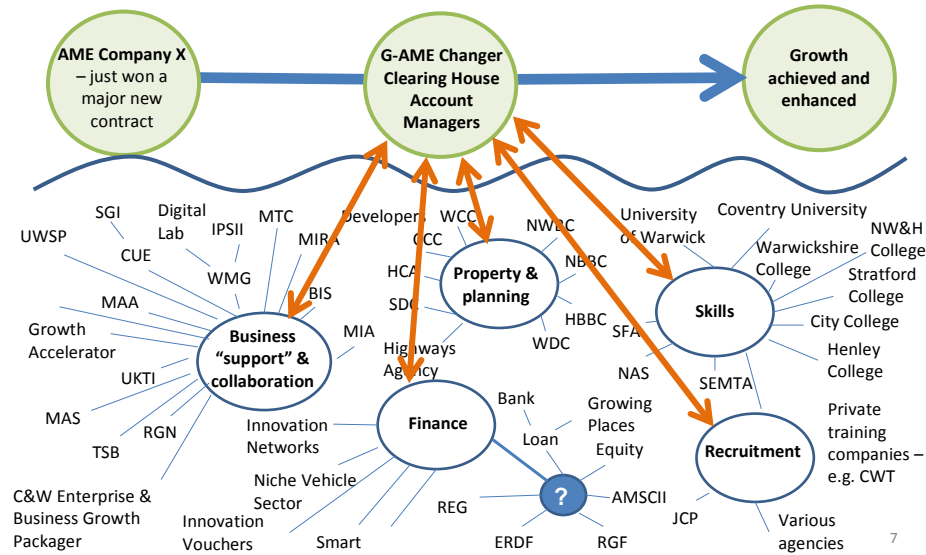 AME Company X
– just won a
major new
contract
G-AME Changer
Clearing House
Account
Managers
Growth
achieved and
enhanced
SGI
UWSP
CUE
Digital
Lab
IPSII
WMG
MTC
MIRA
BIS
MIA
MAA
Growth
Accelerator
UKTI
MAS
TSB
RGN
C&W Enterprise &
Business Growth
Packager
Business
"support" &
collaboration
Developers
WCC
CCC
HCA
SDC
Highways
Agency
NWBC
NBBC
HBBC
WDC
Property &
planning
University
of Warwick
Coventry University
Warwickshire
College
NW&H
College
Stratford
College
City College
Henley
College
SFA
NAS
SEMTA
Skills
Innovation
Networks
Niche Vehicle
Sector
Innovation
Vouchers
Smart
Finance
Bank
Loan
Growing
Places
Equity
AMSCII
RGF
ERDF
REG
?
Recruitment
JCP
Various
agencies
Private
training
companies –
e.g. CWT
7